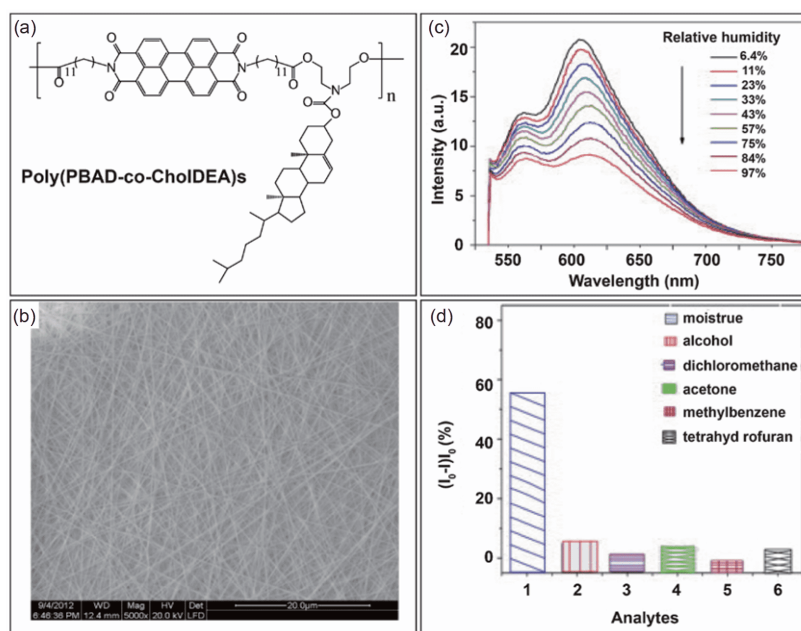 (a)
O
O
O
O
O
11
N
N
11
O
O
O
N
O
O
n
Poly(PBAD-co-CholDEA)s
(b)
9/4/2012 WD Mag HV Det
6:46:36 PM 12.4 mm 5000x 20.0 kV LFD
20.0μm
(c)
Relative humidity
6.4%
11%
23%
33%
43%
57%
75%
84%
97%
20
15
10
5
0
Intensity (a.u.)
550 600 650 700 750
Wavelength (nm)
(d)
80
60
40
20
0
(I₀-I)I₀(%)
moistrue
alcohol
dichloromethane
acetone
methylbenzene
tetrahyd rofuran
1 2 3 4 5 6
Analytes